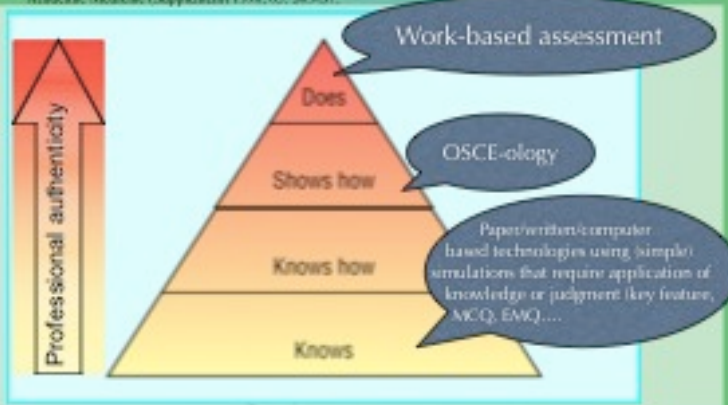 Work-based assessment
Does
OSCE-ology
Shows how
Paper/written/computer
based technologies using (simple)
simulations that require application of
knowledge or judgment (key feature,
MCQ, EMQ....
Knows how
Knows
Professional authenticity